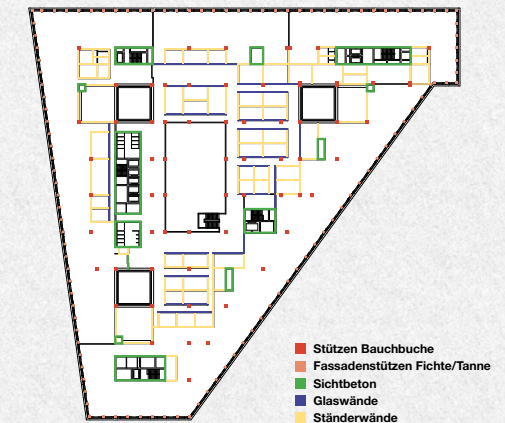 Stützen Bauchbuche
Fassadenstützen Fichte/Tanne
Sichtbeton
Glaswände
Ständerwände